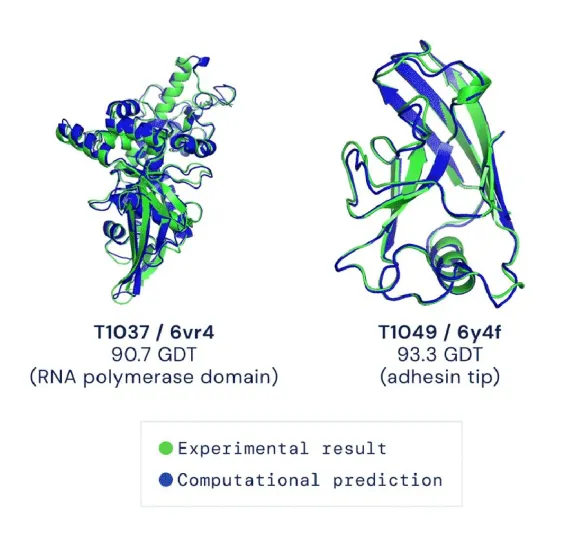 T1037 / 6vr4
90.7 GDT
(RNA polymerase domain)
T1049 / 6y4f
93.3 GDT
(adhesin tip)
Experimental result
Computational prediction